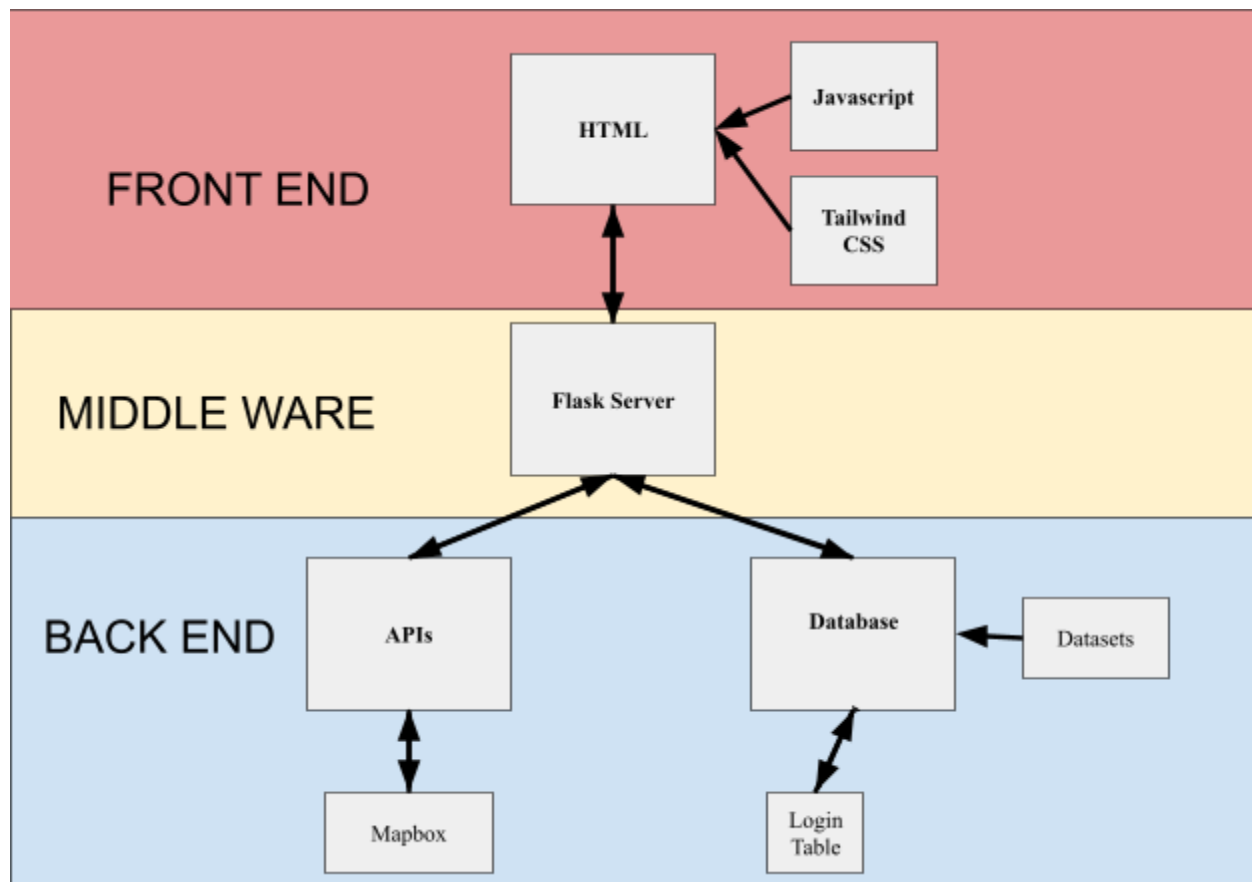 Javascript
HTML
FRONT END
Tailwind
CSS
Flask Server
MIDDLE WARE
APIs
Database
BACK END
Datasets
Mapbox
Login
Table